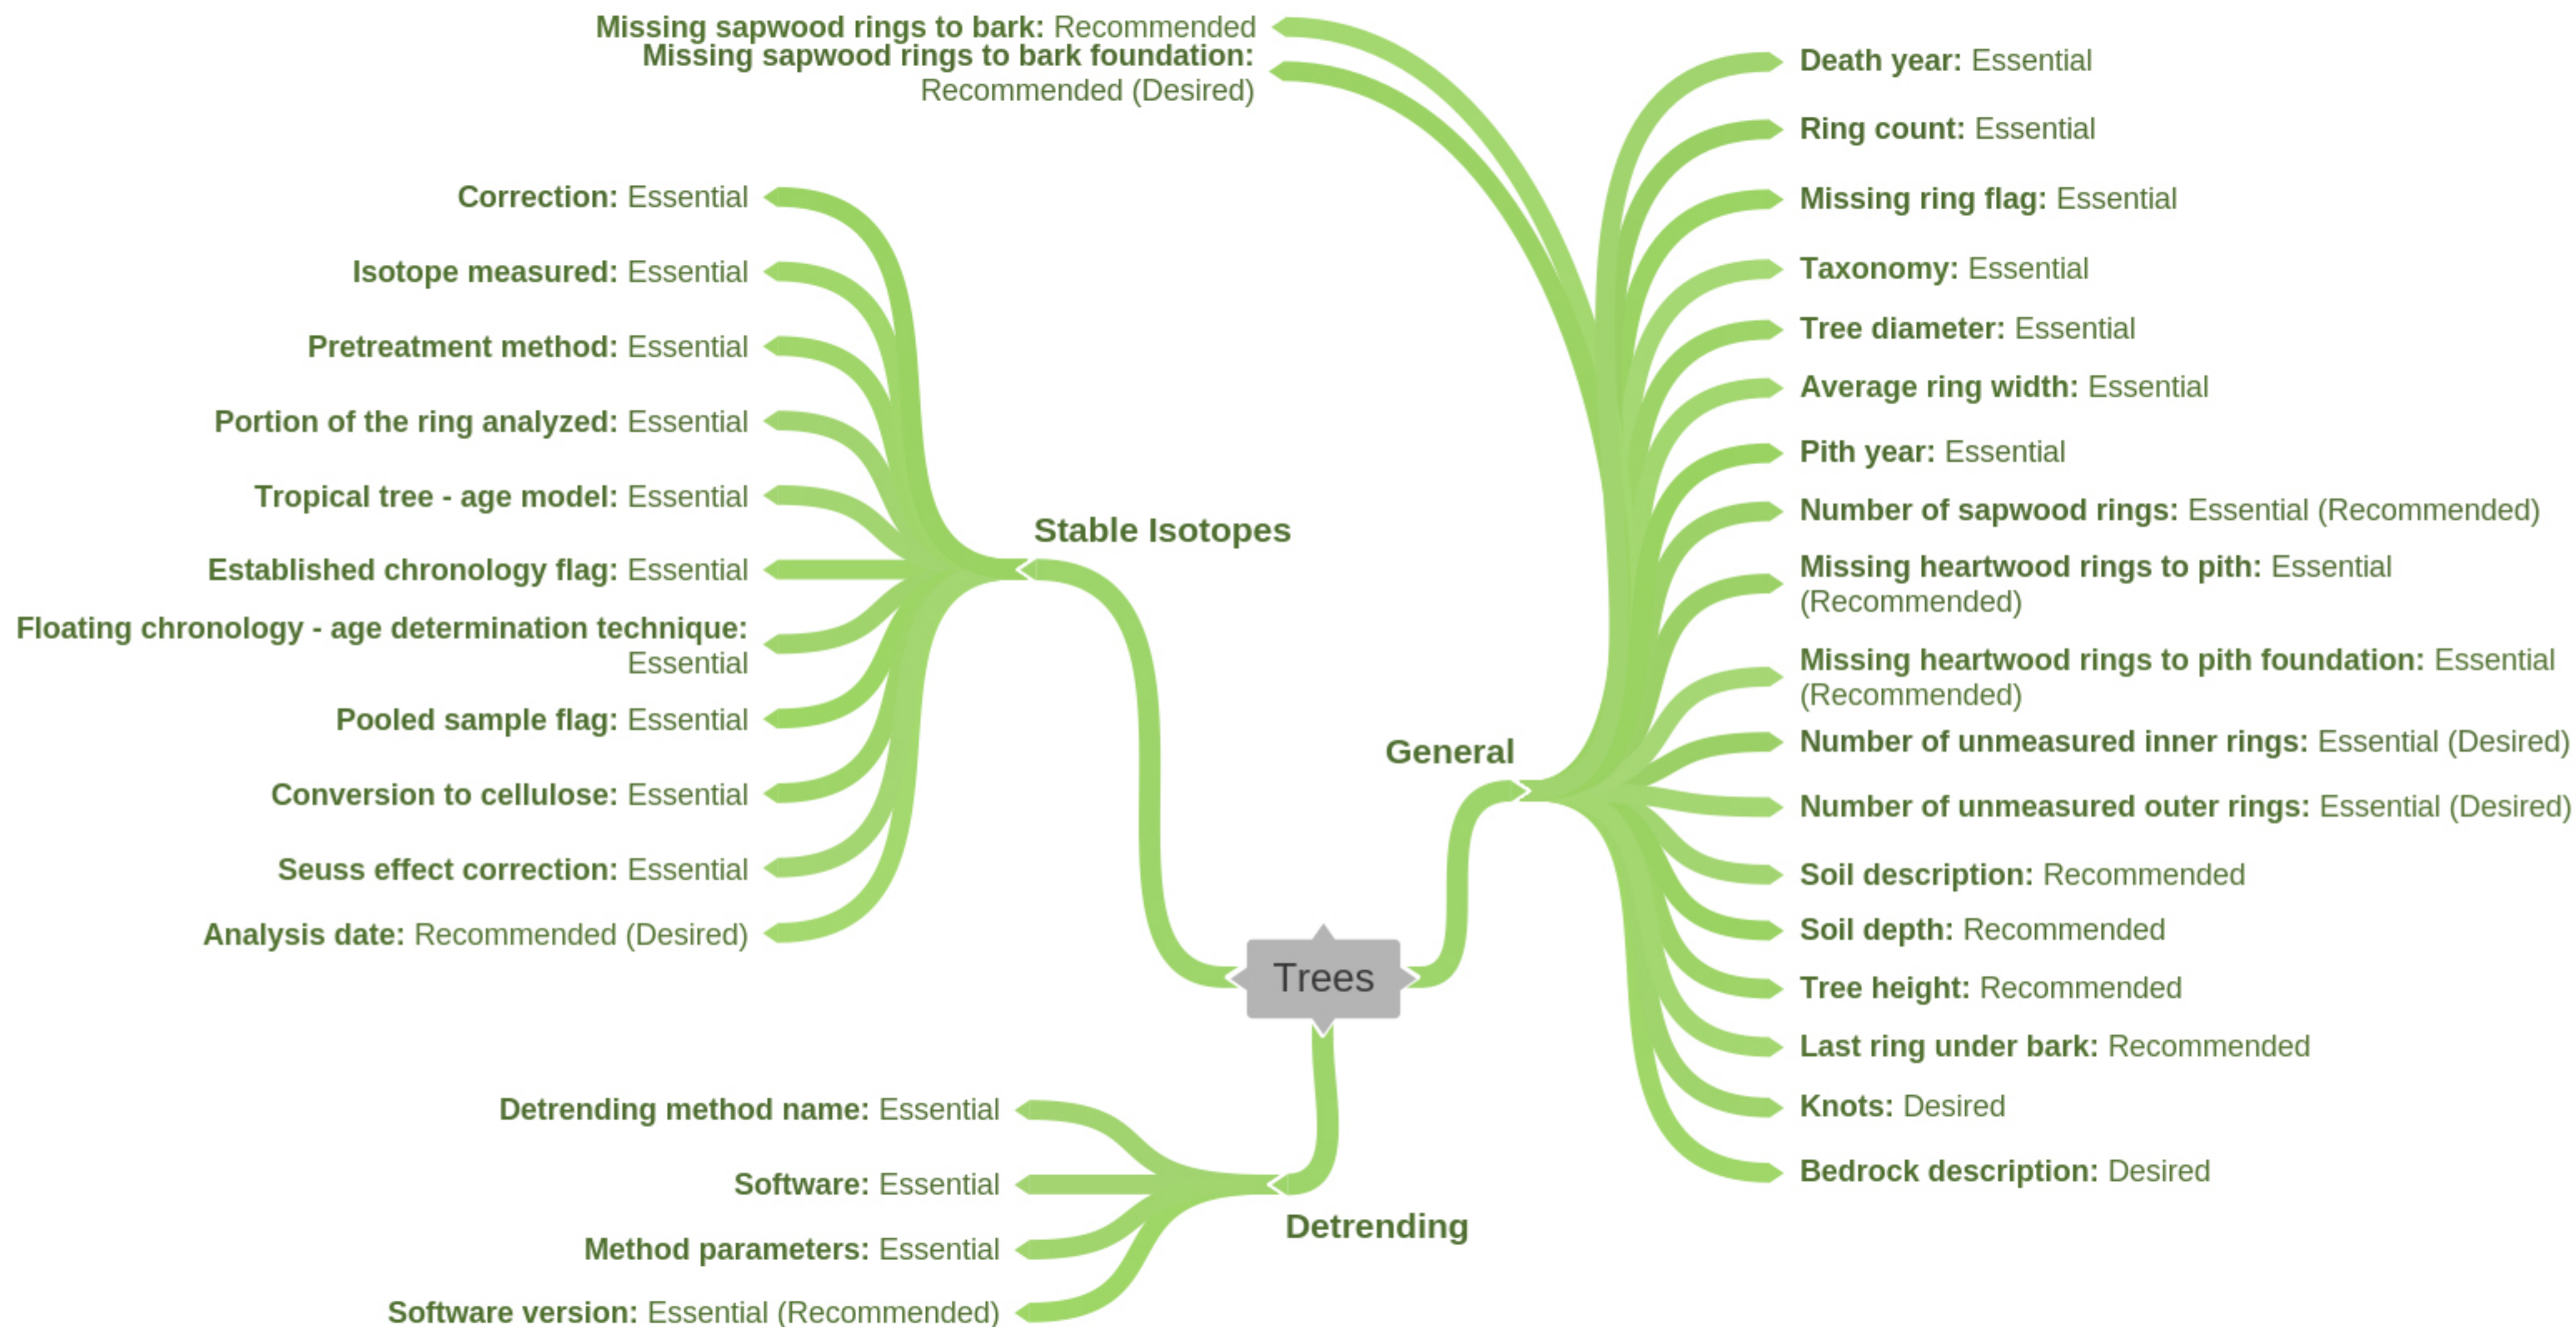 Missing sapwood rings to bark: Recommended
Missing sapwood rings to bark foundation:
Recommended (Desired)
Correction: Essential
Isotope measured: Essential
Pretreatment method: Essential
Portion of the ring analyzed: Essential
Tropical tree - age model: Essential
Established chronology flag: Essential
Floating chronology - age determination technique:
Essential
Pooled sample flag: Essential
Conversion to cellulose: Essential
Seuss effect correction: Essential
Analysis date: Recommended (Desired)
Stable Isotopes
Death year: Essential
Ring count: Essential
Missing ring flag: Essential
Taxonomy: Essential
Tree diameter: Essential
Average ring width: Essential
Pith year: Essential
Number of sapwood rings: Essential (Recommended)
Missing heartwood rings to pith: Essential
(Recommended)
Missing heartwood rings to pith foundation: Essential
(Recommended)
Number of unmeasured inner rings: Essential (Desired)
Number of unmeasured outer rings: Essential (Desired)
Soil description: Recommended
Soil depth: Recommended
Tree height: Recommended
Last ring under bark: Recommended
Knots: Desired
Bedrock description: Desired
General
Trees
Detrending method name: Essential
Software: Essential
Method parameters: Essential
Software version: Essential (Recommended)
Detrending